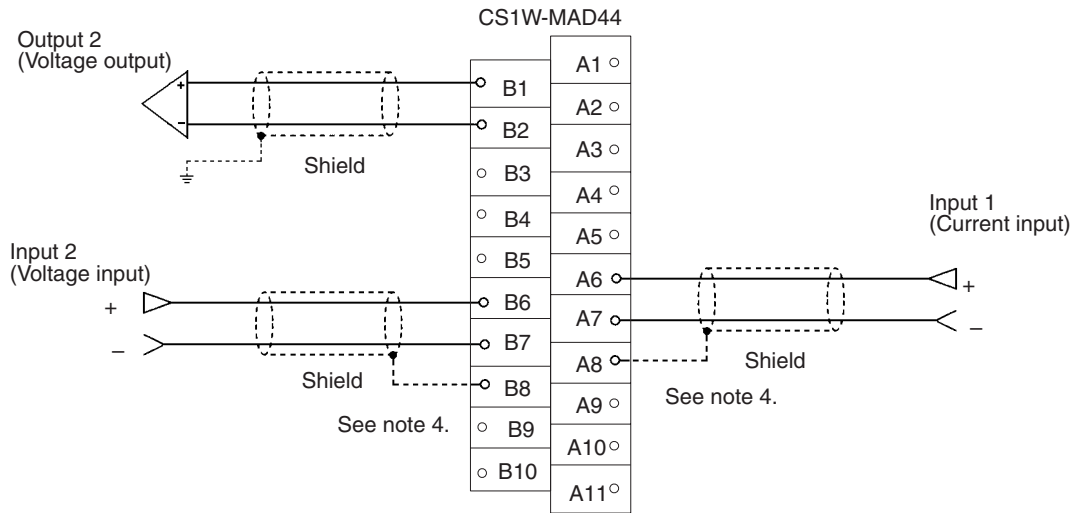 CS1W-MAD44
Output 2
(Voltage output)
+
−
Shield
Input 2
(Voltage input)
+
−
Shield
See note 4.
B1
B2
B3
B4
B5
B6
B7
B8
B9
B10
A1
A2
A3
A4
A5
A6
A7
A8
A9
A10
A11
Input 1
(Current input)
+
−
Shield
See note 4.